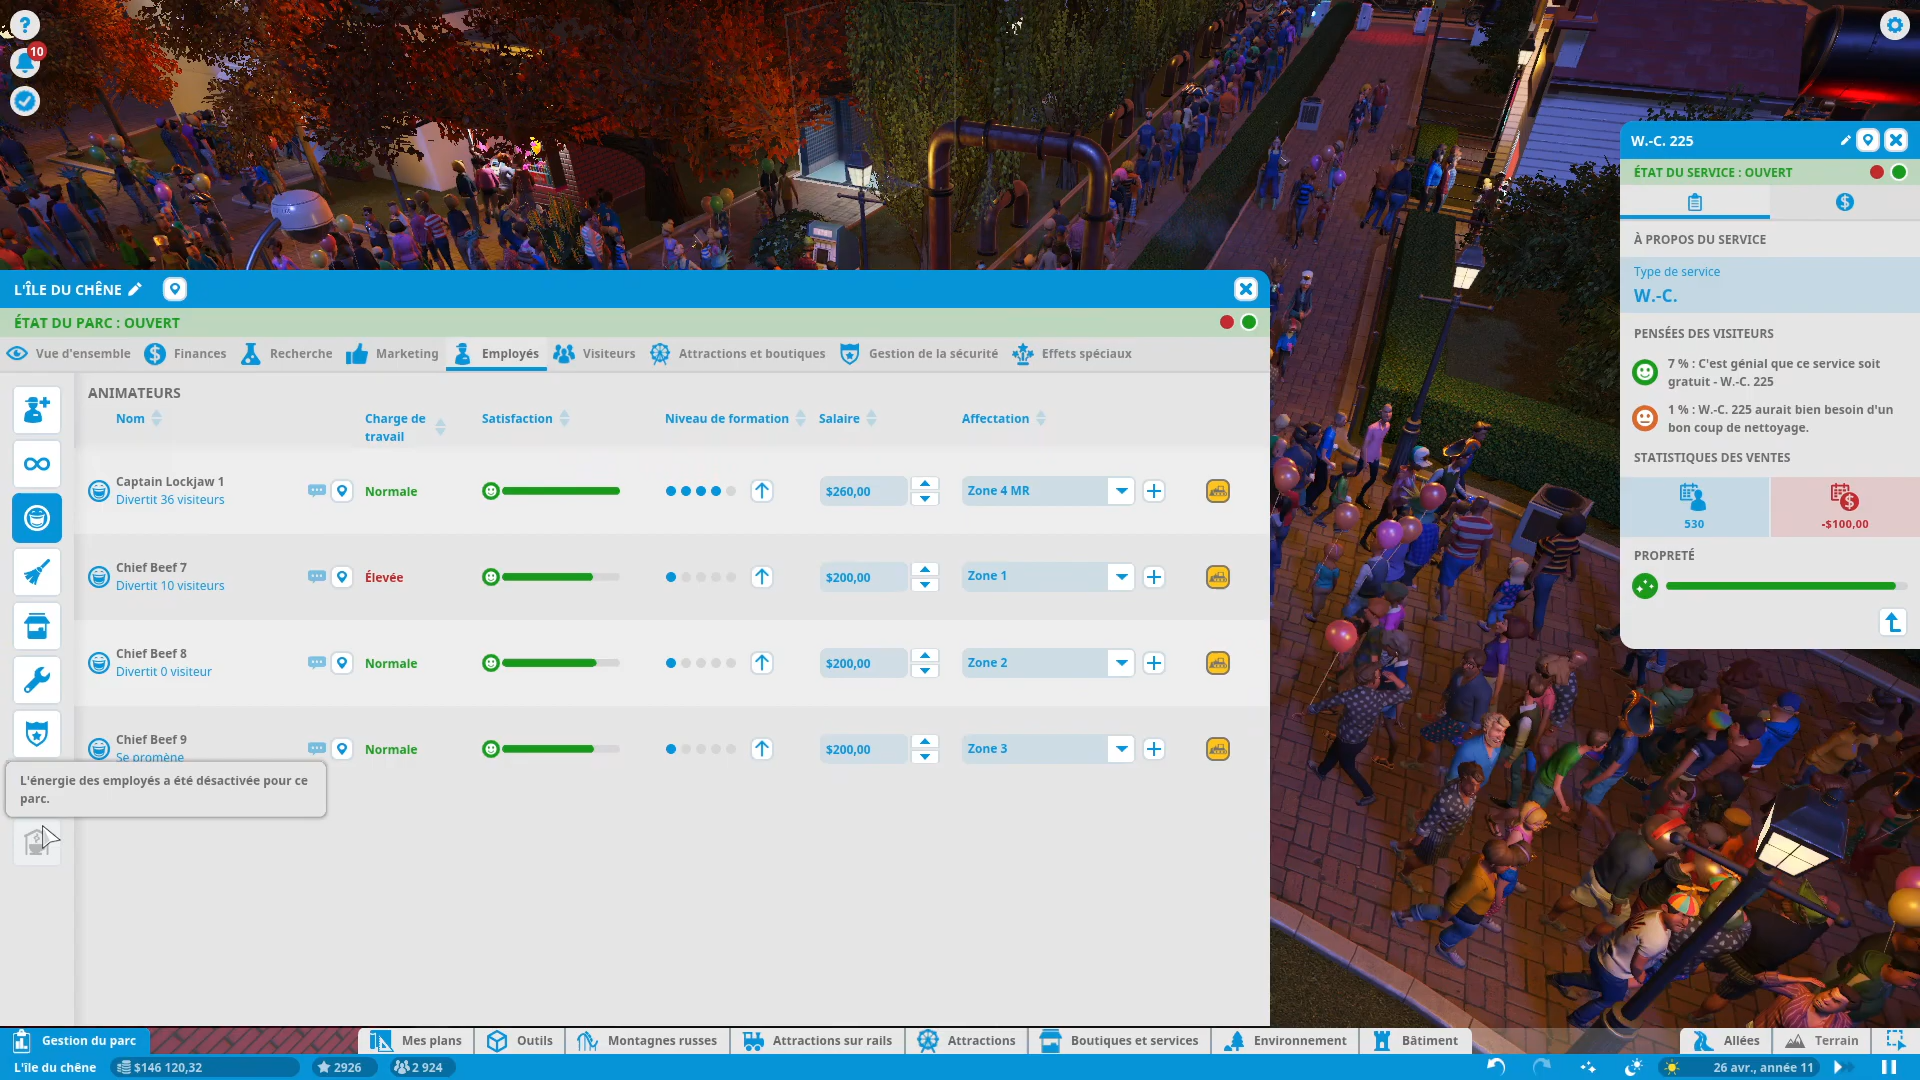 10
W.-C. 225
ÉTAT DU SERVICE : OUVERT
À PROPOS DU SERVICE
Type de service
W.-C.
PENSÉES DES VISITEURS
7 % : C'est génial que ce service soit
gratuit - W.-C. 225
1 % : W.-C. 225 aurait bien besoin d'un
bon coup de nettoyage.
STATISTIQUES DES VENTES
530
-$100,00
PROPRETÉ
L'ÎLE DU CHÊNE
ÉTAT DU PARC : OUVERT
Vue d'ensemble
Finances
Recherche
Marketing
Employés
Visiteurs
Attractions et boutiques
Gestion de la sécurité
Effets spéciaux
ANIMATEURS
Nom
Charge de
travail
Satisfaction
Niveau de formation
Salaire
Affectation
Captain Lockjaw 1
Divertit 36 visiteurs
Normale
$260,00
Zone 4 MR
Chief Beef 7
Divertit 10 visiteurs
Élevée
$200,00
Zone 1
Chief Beef 8
Divertit 0 visiteur
Normale
$200,00
Zone 2
Chief Beef 9
Se promène
Normale
$200,00
Zone 3
L'énergie des employés a été désactivée pour ce
parc.
Gestion du parc
Mes plans
Outils
Montagnes russes
Attractions sur rails
Attractions
Boutiques et services
Environnement
Bâtiment
Allées
Terrain
L'île du chêne
$146 120,32
2926
2 924
26 avr., année 11